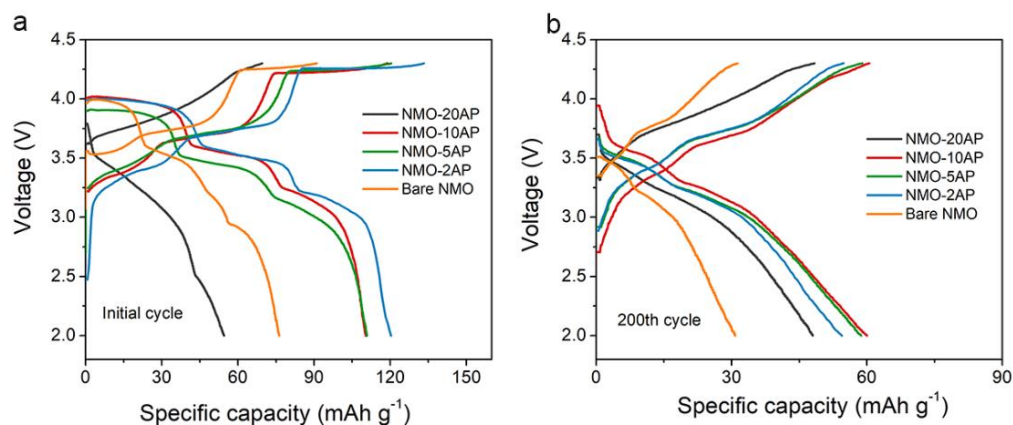 a
4.5
4.0
3.5
3.0
2.5
2.0
Voltage (V)
NMO-20AP
NMO-10AP
NMO-5AP
NMO-2AP
Bare NMO
Initial cycle
0 30 60 90 120 150
Specific capacity (mAh g⁻¹)
b
4.5
4.0
3.5
3.0
2.5
2.0
Voltage (V)
NMO-20AP
NMO-10AP
NMO-5AP
NMO-2AP
Bare NMO
200th cycle
0 30 60 90
Specific capacity (mAh g⁻¹)